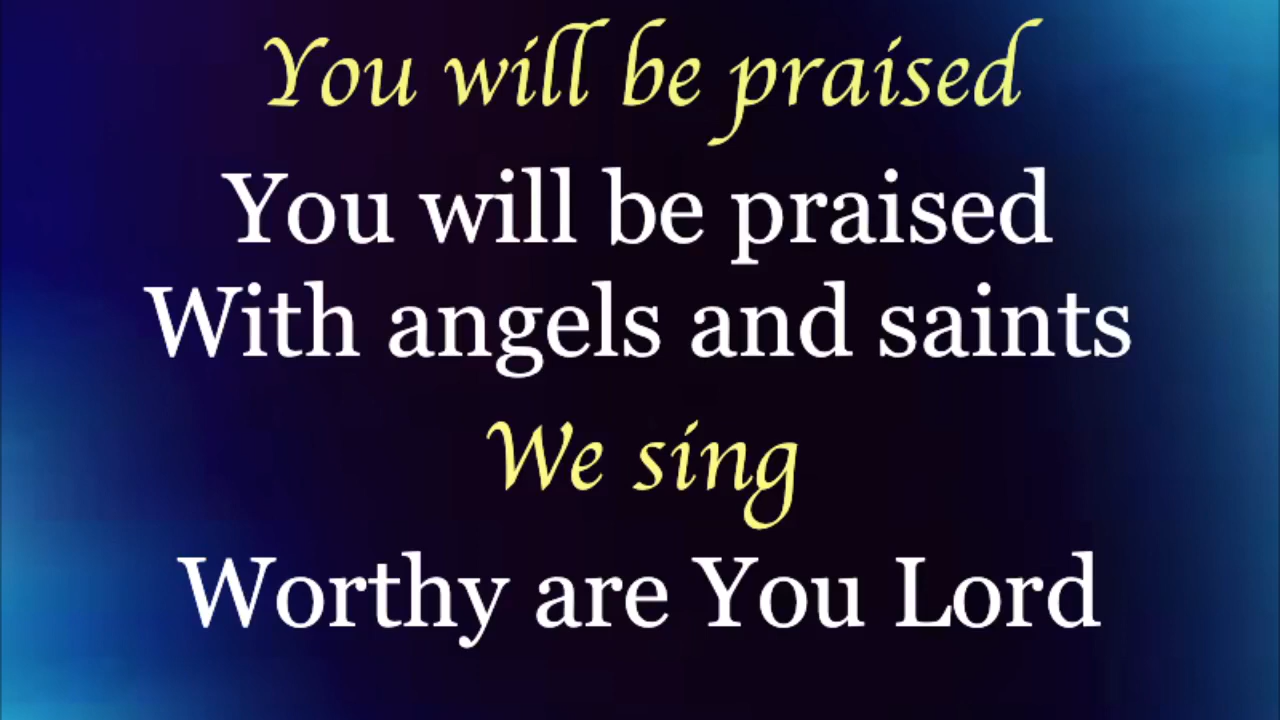 You will be praised
You will be praised
With angels and saints
We sing
Worthy are You Lord